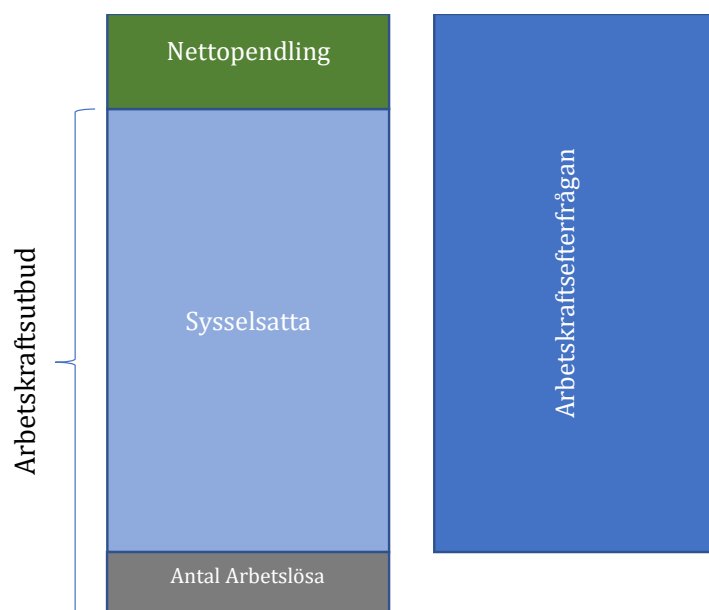 Nettopendling
Arbetskraftsutbud
Sysselsatta
Antal Arbetslösa
Arbetskraftsefterfrågan